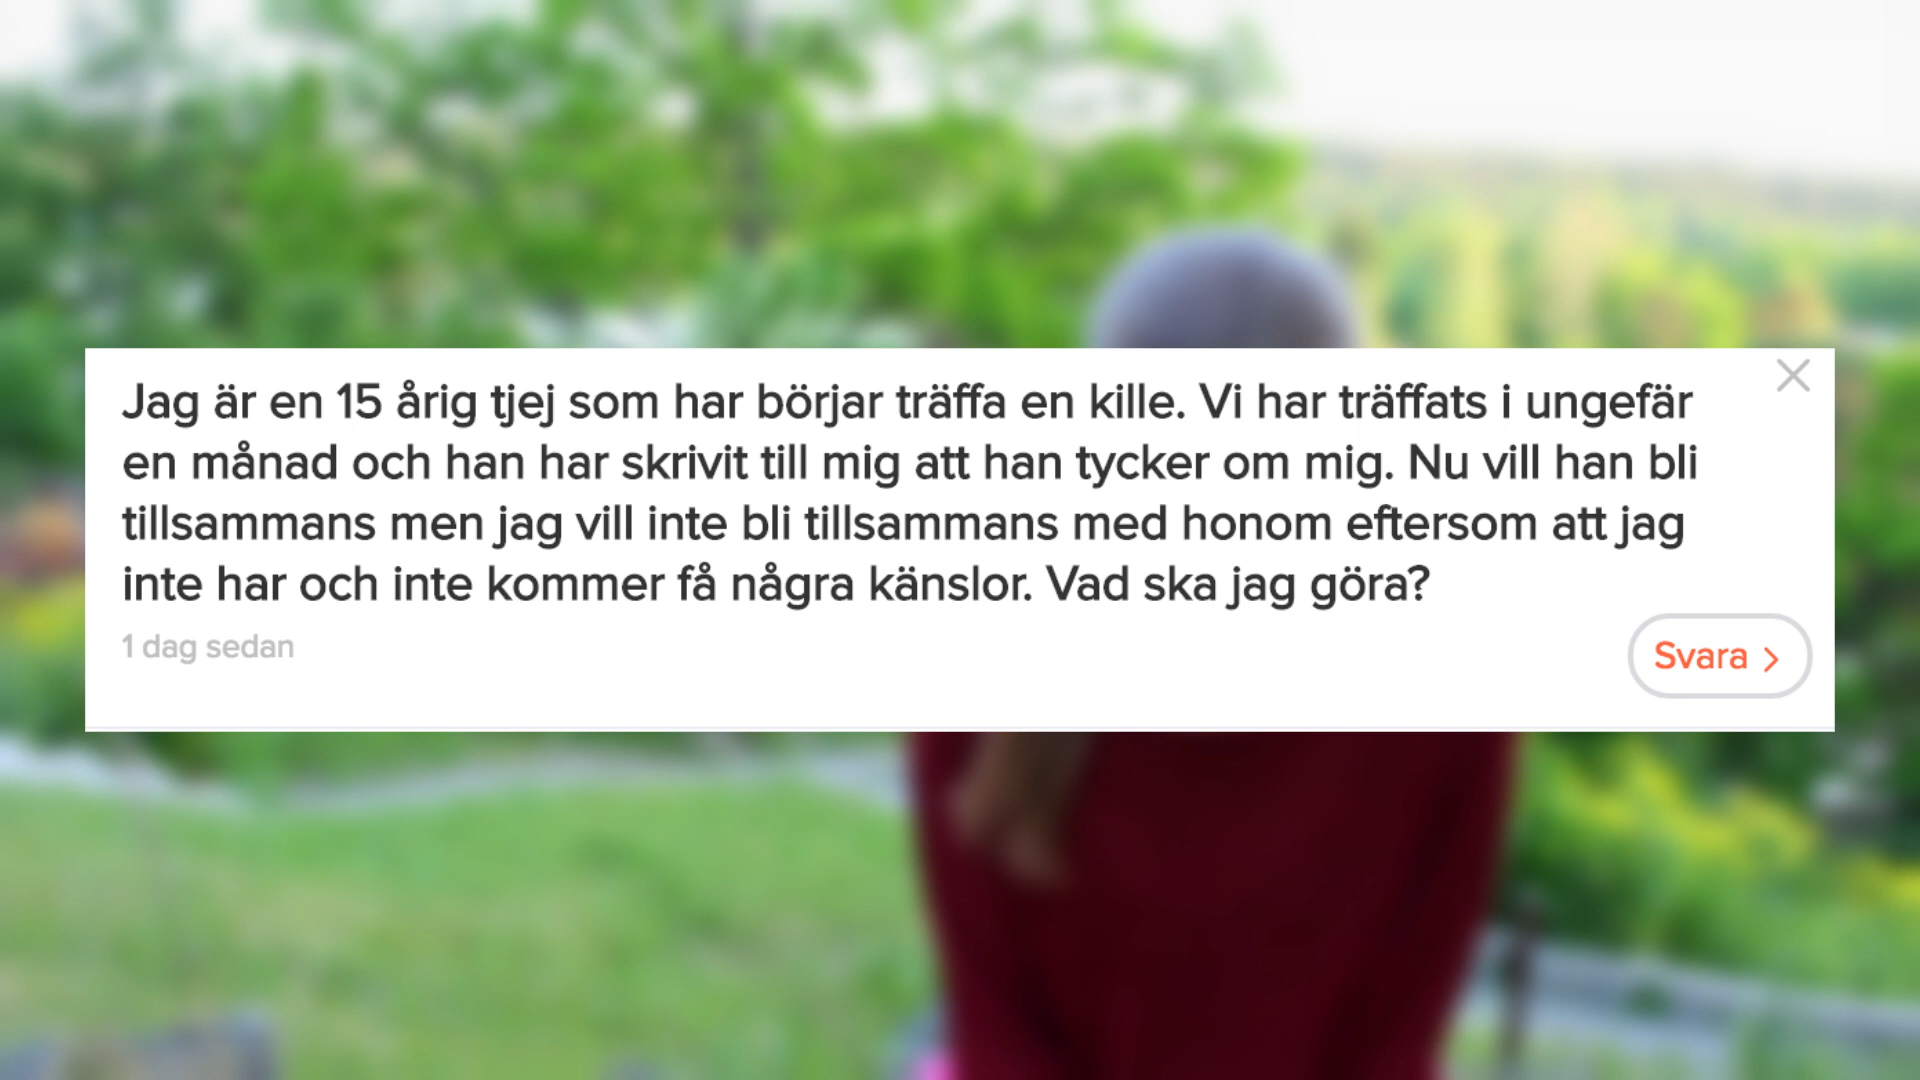 Jag är en 15 årig tjej som har börjar träffa en kille. Vi har träffats i ungefär
en månad och han har skrivit till mig att han tycker om mig. Nu vill han bli
tillsammans men jag vill inte bli tillsammans med honom eftersom att jag
inte har och inte kommer få några känslor. Vad ska jag göra?
1 dag sedan
Svara >